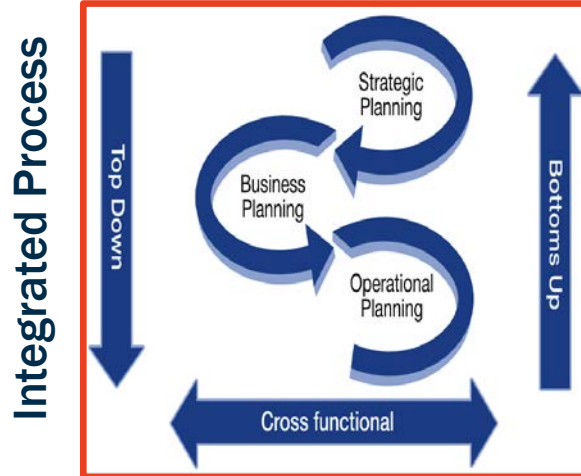 Integrated Process
Top Down
Strategic
Planning
Business
Planning
Operational
Planning
Bottoms Up
Cross functional